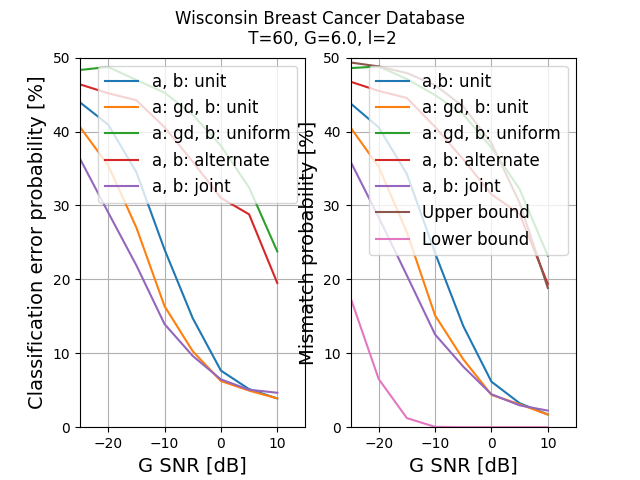 Wisconsin Breast Cancer Database
T=60, G=6.0, l=2
Classification error probability [%]
50
40
30
20
10
0
a, b: unit
a: gd, b: unit
a: gd, b: uniform
a, b: alternate
a, b: joint
−20
−10
0
10
G SNR [dB]
Mismatch probability [%]
50
40
30
20
10
0
a,b: unit
a: gd, b: unit
a: gd, b: uniform
a, b: alternate
a, b: joint
Upper bound
Lower bound
−20
−10
0
10
G SNR [dB]